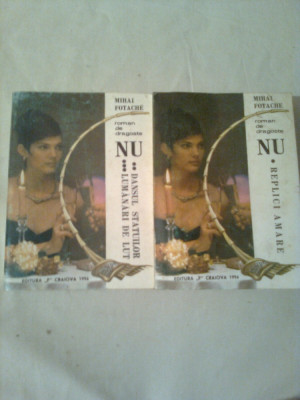 MIHAI
FOTACHE
roman
de
dragoste
NU
●● DANSUL STATUILOR
●●● LUMÂNĂRI DE LUT
EDITURA „T” CRAIOVA 1994
MIHAI
FOTACHE
roman
de
dragoste
NU
● REPLICI AMARE
EDITURA „T” CRAIOVA 1994